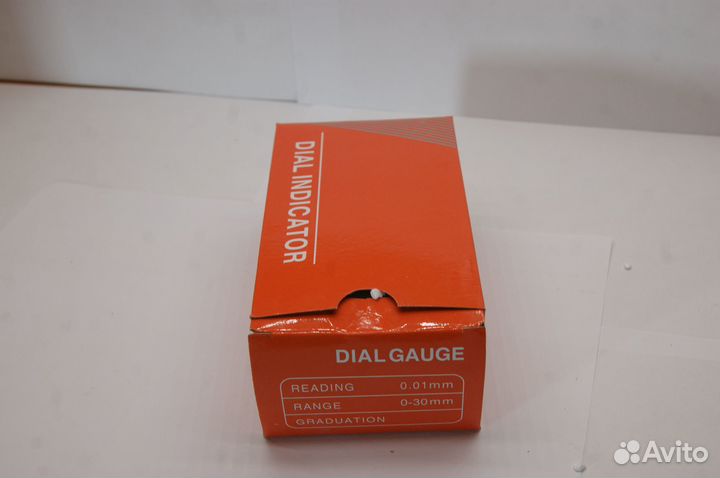 DIAL INDICATOR
DIAL GAUGE
READING 0.01mm
RANGE 0-30mm
GRADUATION
Avito